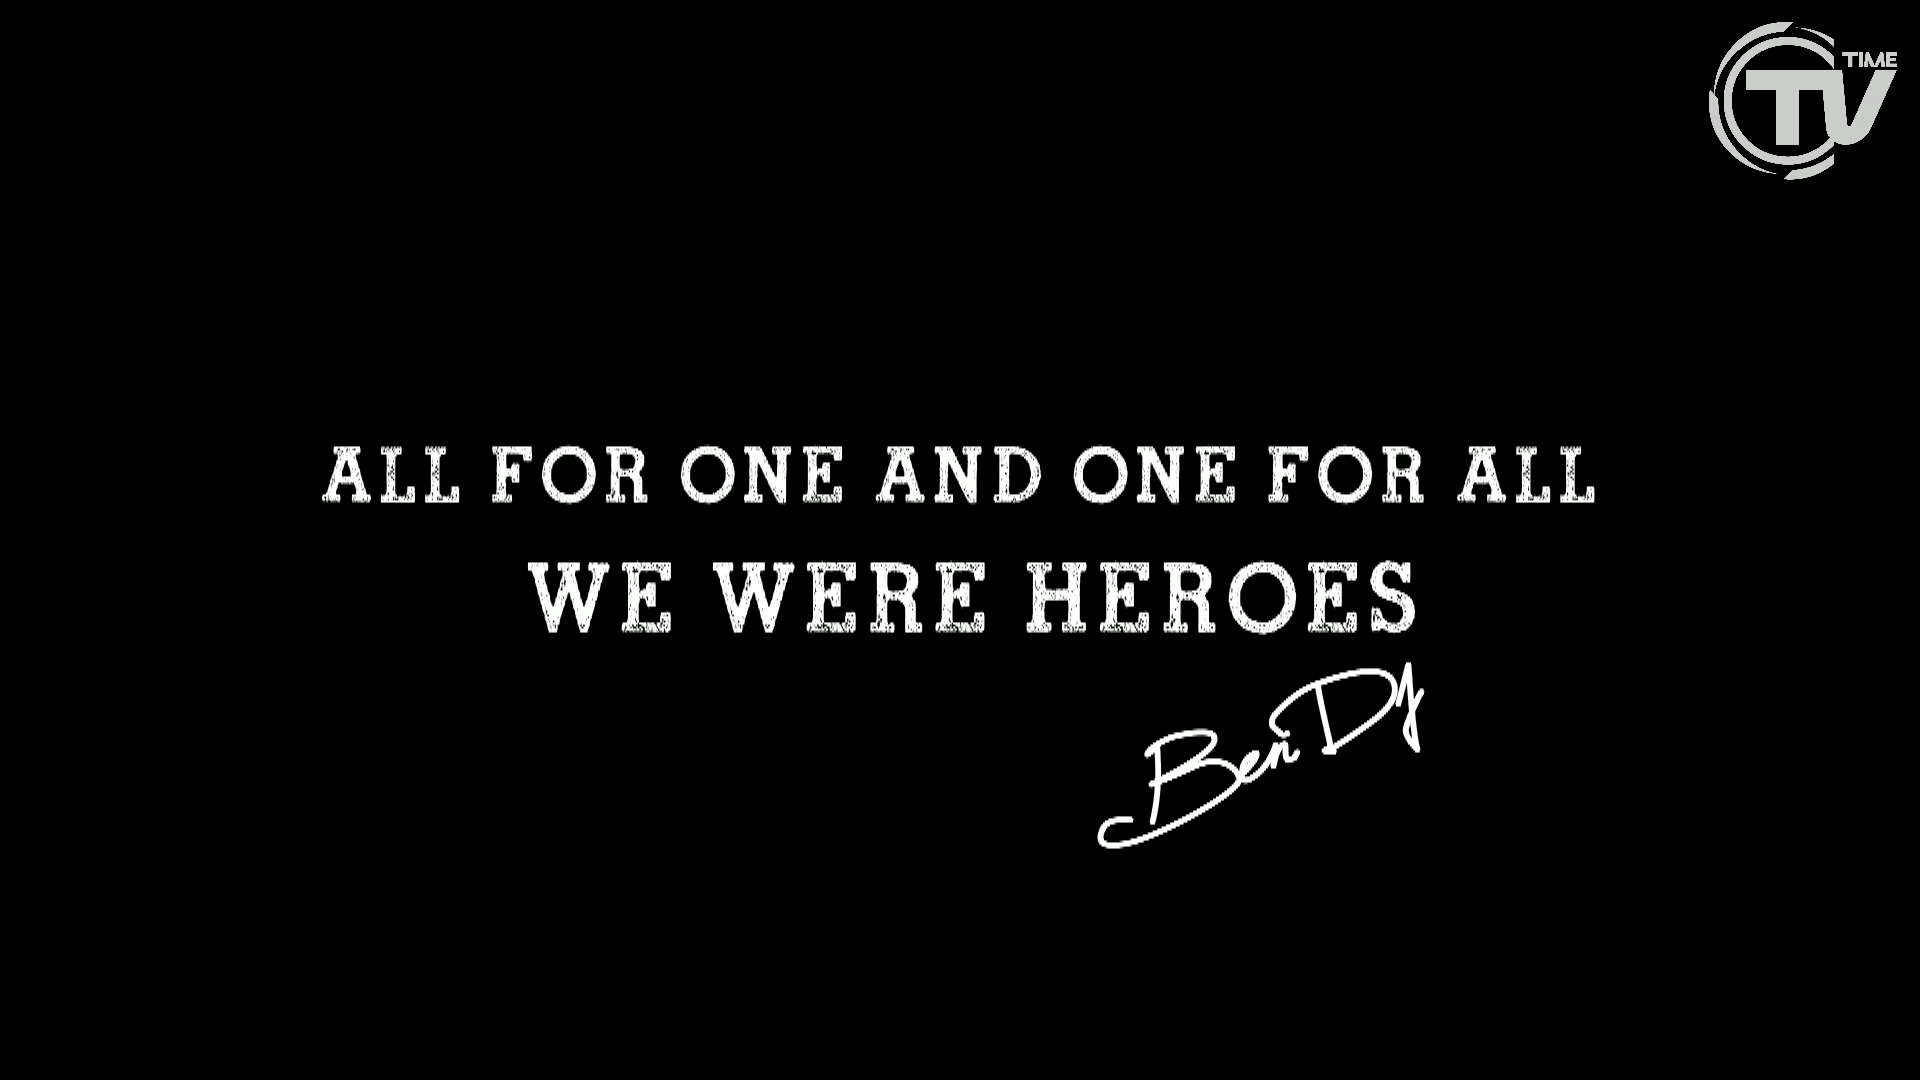 TIME
TV
ALL FOR ONE AND ONE FOR ALL
WE WERE HEROES
Ben Dj